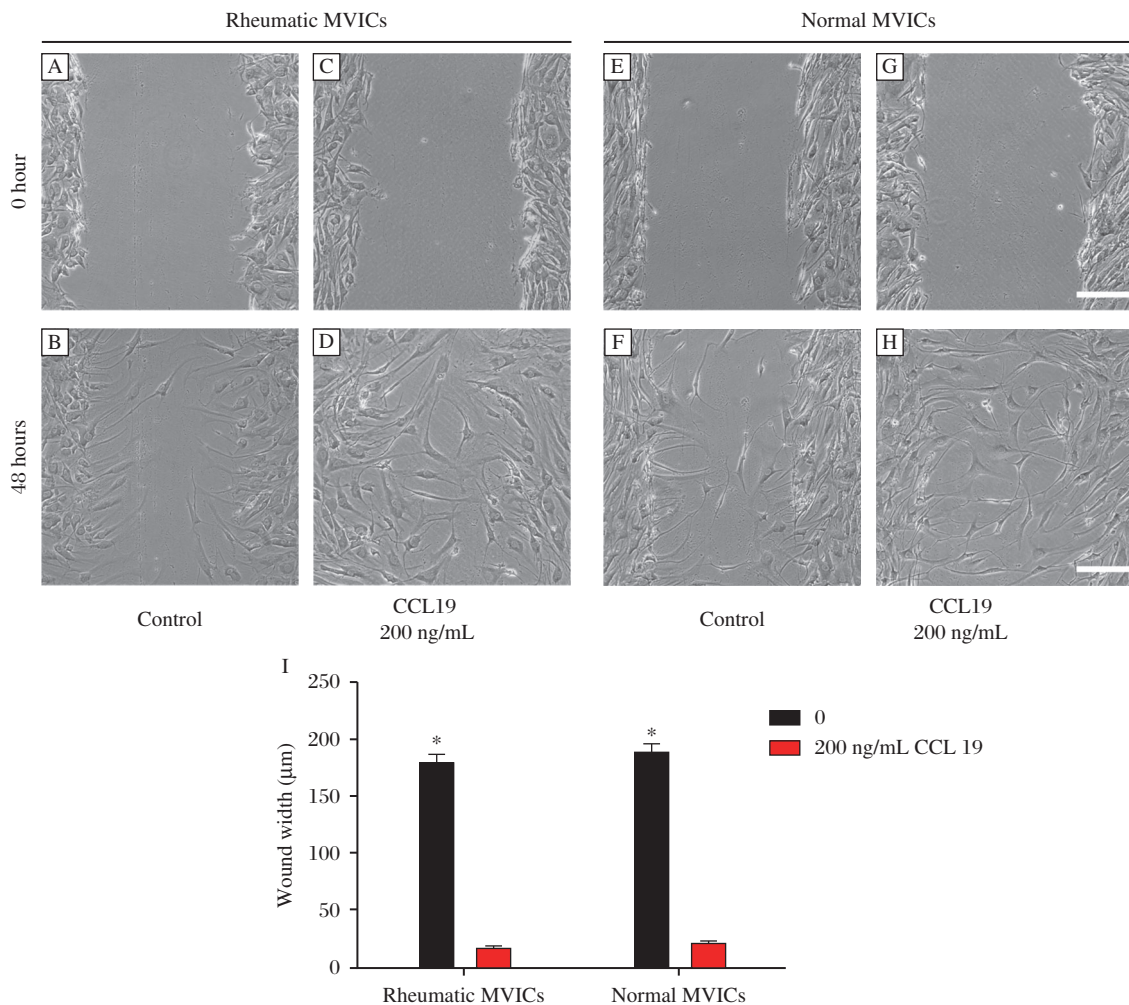 Rheumatic MVICs
Normal MVICs
A
C
E
G
0 hour
B
D
F
H
48 hours
Control
CCL19
200 ng/mL
Control
CCL19
200 ng/mL
I
250
200
150
100
50
0
Wound width (μm)
*
*
0
200 ng/mL CCL 19
Rheumatic MVICs
Normal MVICs